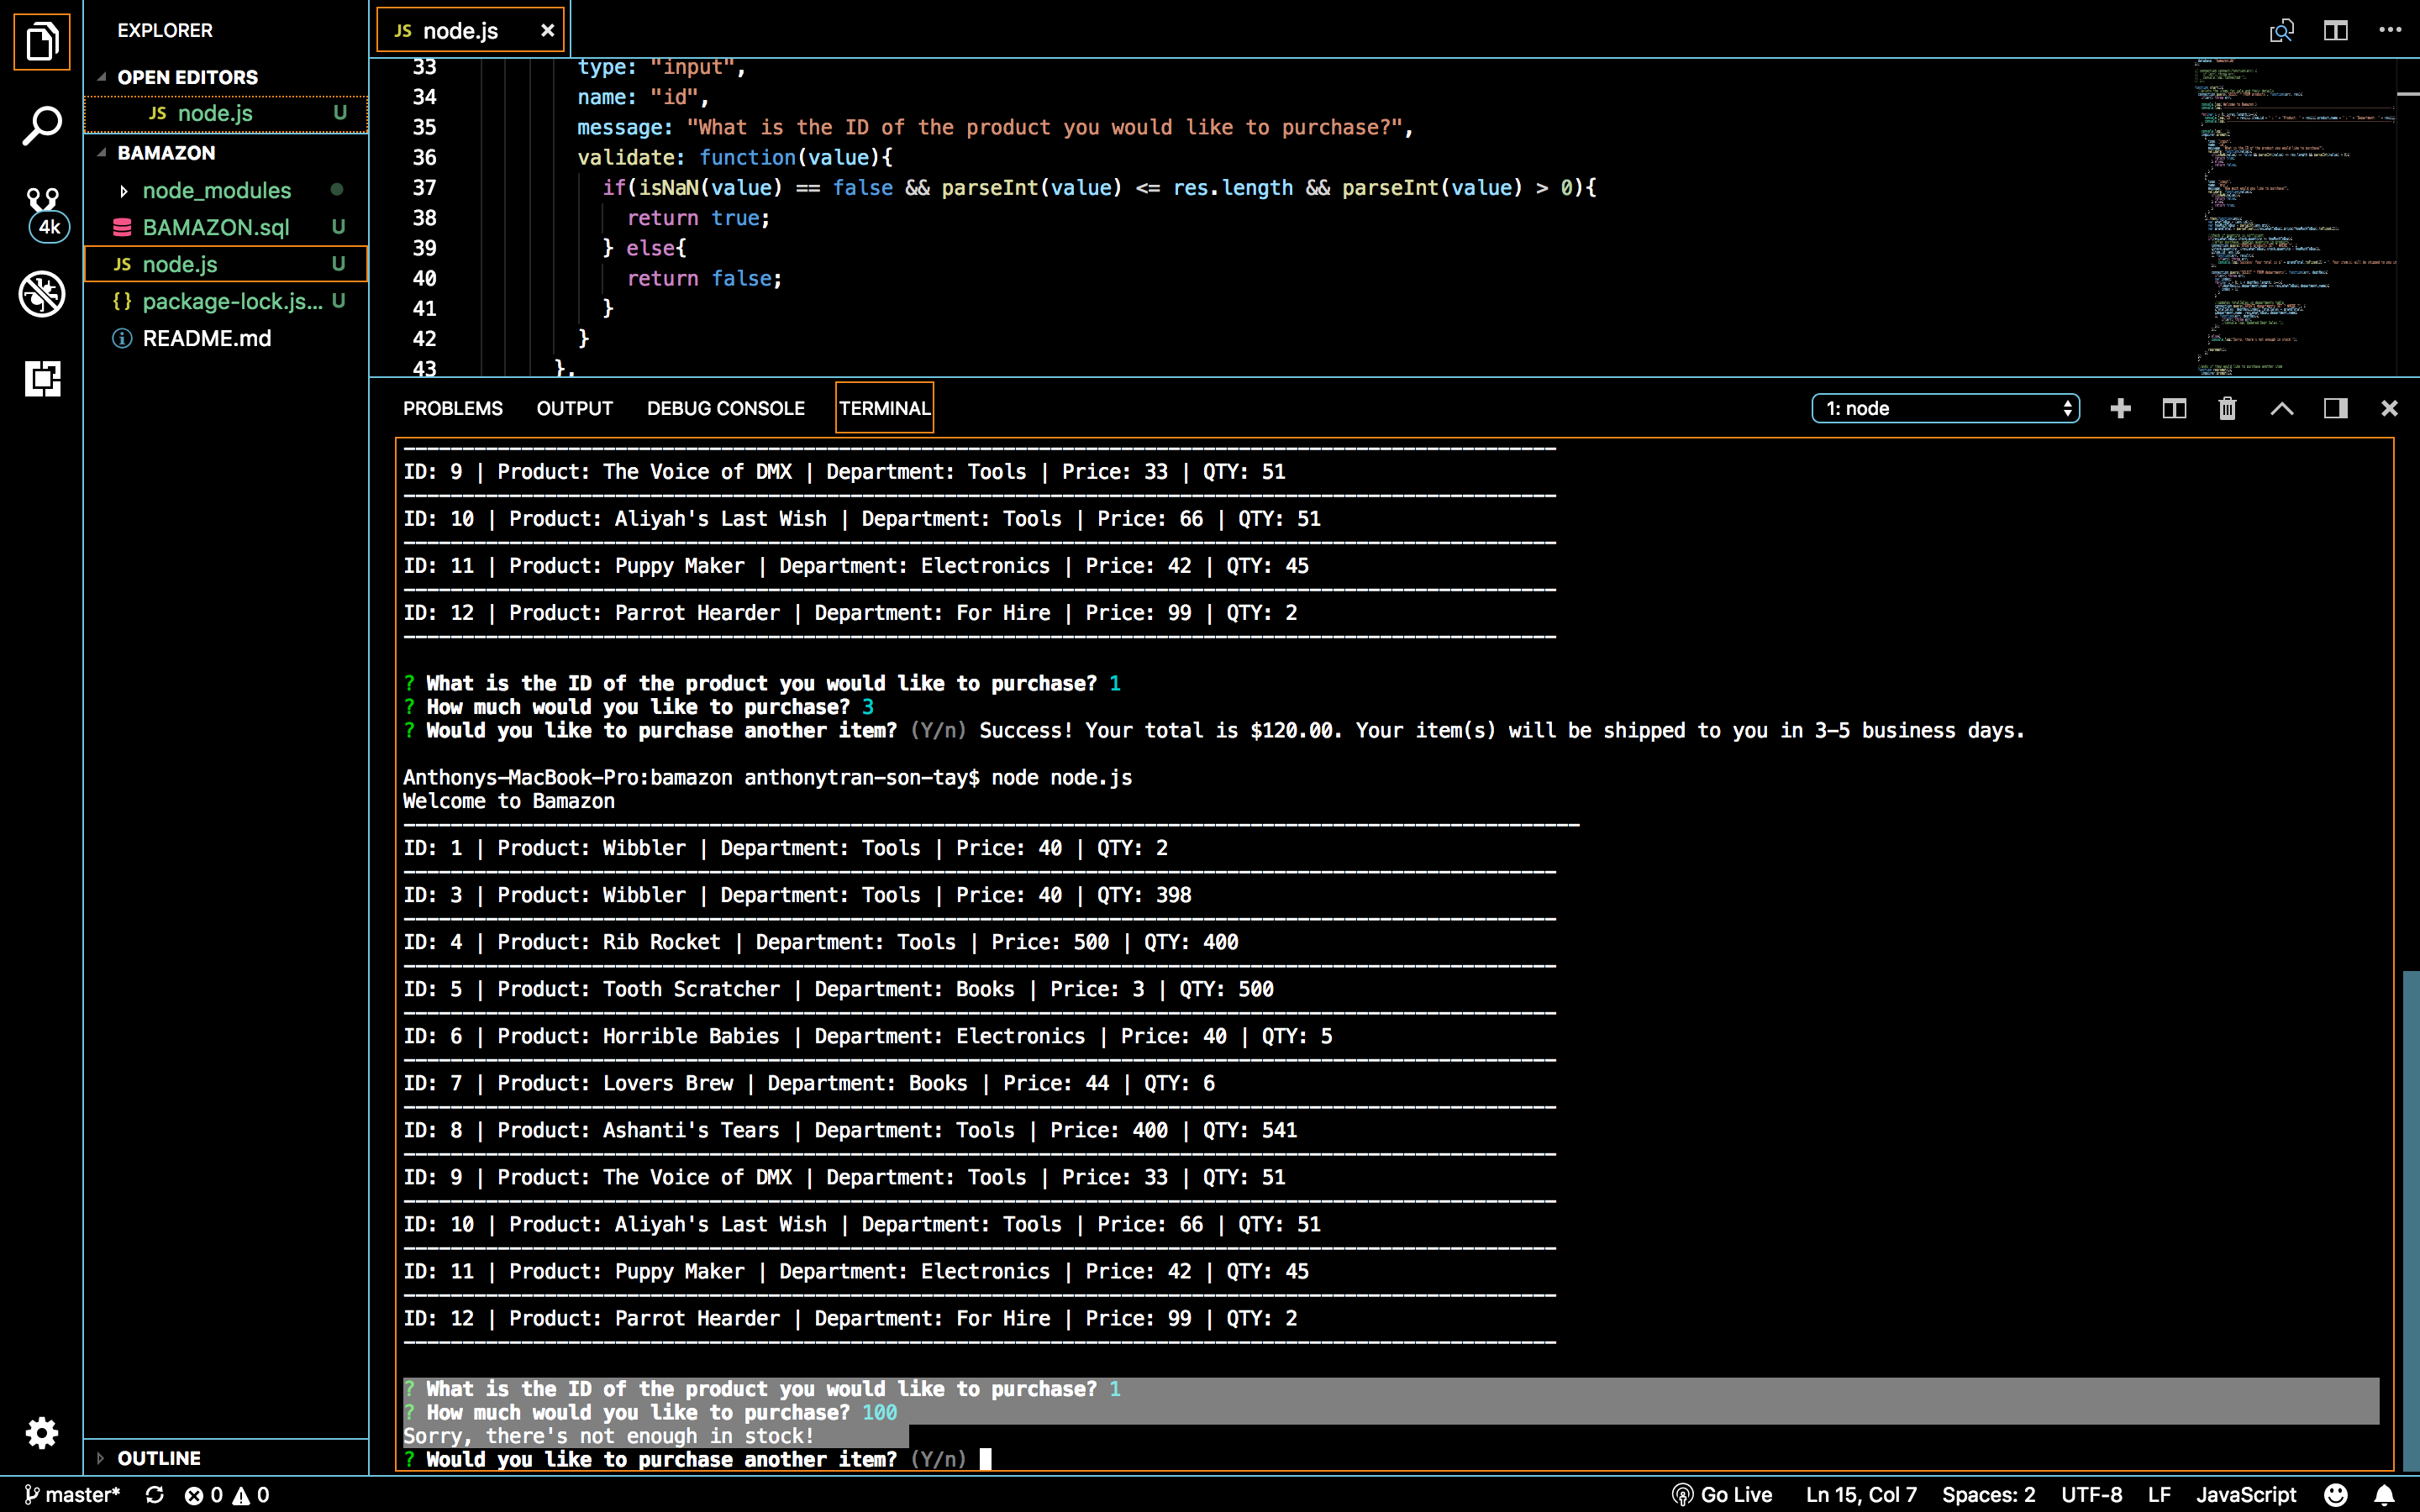 EXPLORER
OPEN EDITORS
JS node.js U
BAMAZON
node_modules
BAMAZON.sql U
JS node.js U
{} package-lock.js... U
README.md
4k
OUTLINE
JS node.js
33 type: "input",
34 name: "id",
35 message: "What is the ID of the product you would like to purchase?",
36 validate: function(value){
37 if(isNaN(value) == false && parseInt(value) <= res.length && parseInt(value) > 0){
38 return true;
39 } else{
40 return false;
41 }
42 }
43 },
PROBLEMS OUTPUT DEBUG CONSOLE TERMINAL 1: node
ID: 9 | Product: The Voice of DMX | Department: Tools | Price: 33 | QTY: 51
ID: 10 | Product: Aliyah's Last Wish | Department: Tools | Price: 66 | QTY: 51
ID: 11 | Product: Puppy Maker | Department: Electronics | Price: 42 | QTY: 45
ID: 12 | Product: Parrot Hearder | Department: For Hire | Price: 99 | QTY: 2
? What is the ID of the product you would like to purchase? 1
? How much would you like to purchase? 3
? Would you like to purchase another item? (Y/n) Success! Your total is $120.00. Your item(s) will be shipped to you in 3-5 business days.
Anthonys-MacBook-Pro:bamazon anthonytran-son-tay$ node node.js
Welcome to Bamazon
ID: 1 | Product: Wibbler | Department: Tools | Price: 40 | QTY: 2
ID: 3 | Product: Wibbler | Department: Tools | Price: 40 | QTY: 398
ID: 4 | Product: Rib Rocket | Department: Tools | Price: 500 | QTY: 400
ID: 5 | Product: Tooth Scratcher | Department: Books | Price: 3 | QTY: 500
ID: 6 | Product: Horrible Babies | Department: Electronics | Price: 40 | QTY: 5
ID: 7 | Product: Lovers Brew | Department: Books | Price: 44 | QTY: 6
ID: 8 | Product: Ashanti's Tears | Department: Tools | Price: 400 | QTY: 541
ID: 9 | Product: The Voice of DMX | Department: Tools | Price: 33 | QTY: 51
ID: 10 | Product: Aliyah's Last Wish | Department: Tools | Price: 66 | QTY: 51
ID: 11 | Product: Puppy Maker | Department: Electronics | Price: 42 | QTY: 45
ID: 12 | Product: Parrot Hearder | Department: For Hire | Price: 99 | QTY: 2
? What is the ID of the product you would like to purchase? 1
? How much would you like to purchase? 100
Sorry, there's not enough in stock!
? Would you like to purchase another item? (Y/n)
master* 0 0 Go Live Ln 15, Col 7 Spaces: 2 UTF-8 LF JavaScript